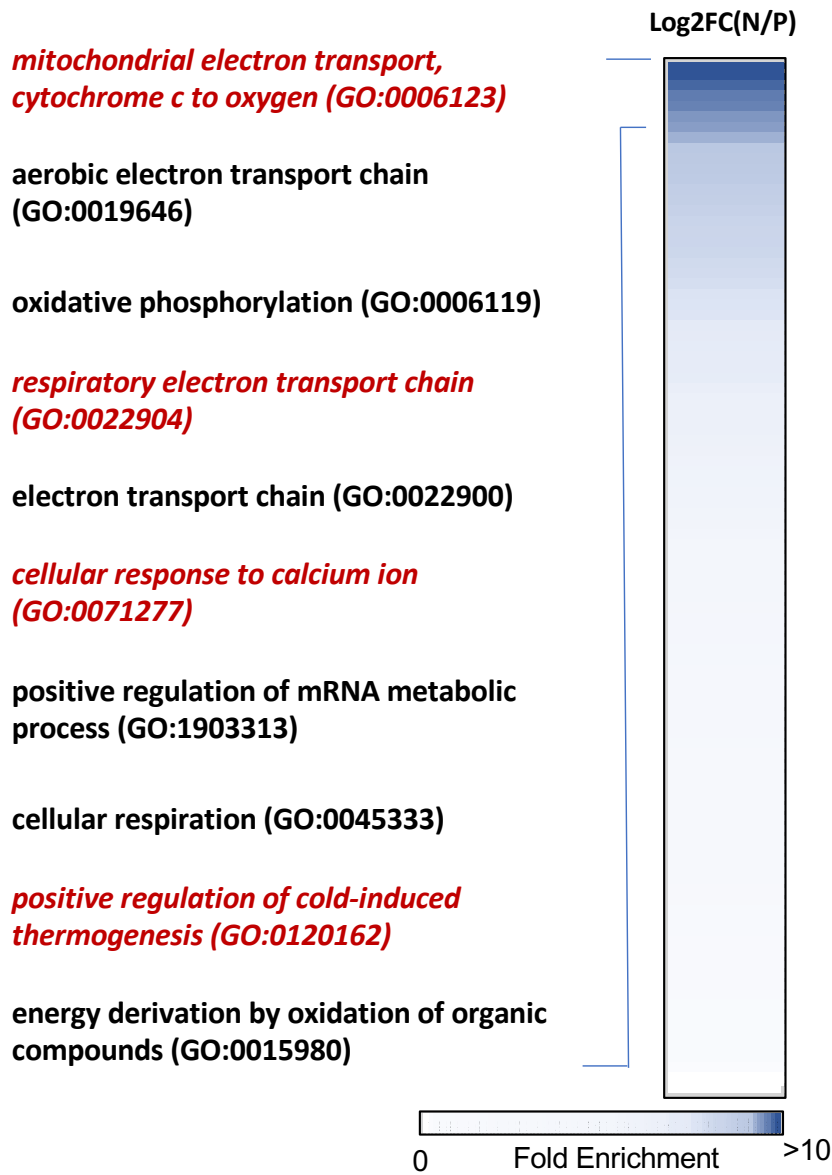 Log2FC(N/P)
mitochondrial electron transport,
cytochrome c to oxygen (GO:0006123)
aerobic electron transport chain
(GO:0019646)
oxidative phosphorylation (GO:0006119)
respiratory electron transport chain
(GO:0022904)
electron transport chain (GO:0022900)
cellular response to calcium ion
(GO:0071277)
positive regulation of mRNA metabolic
process (GO:1903313)
cellular respiration (GO:0045333)
positive regulation of cold-induced
thermogenesis (GO:0120162)
energy derivation by oxidation of organic
compounds (GO:0015980)
0 Fold Enrichment >10